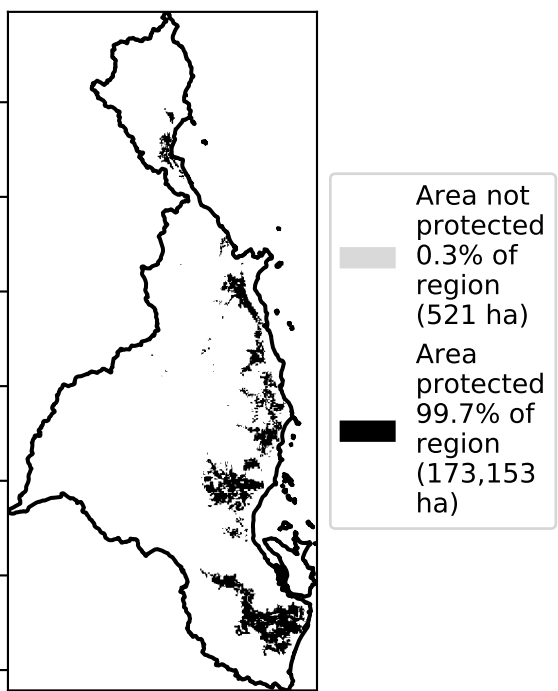 Area not
protected
0.3% of
region
(521 ha)
Area
protected
99.7% of
region
(173,153
ha)